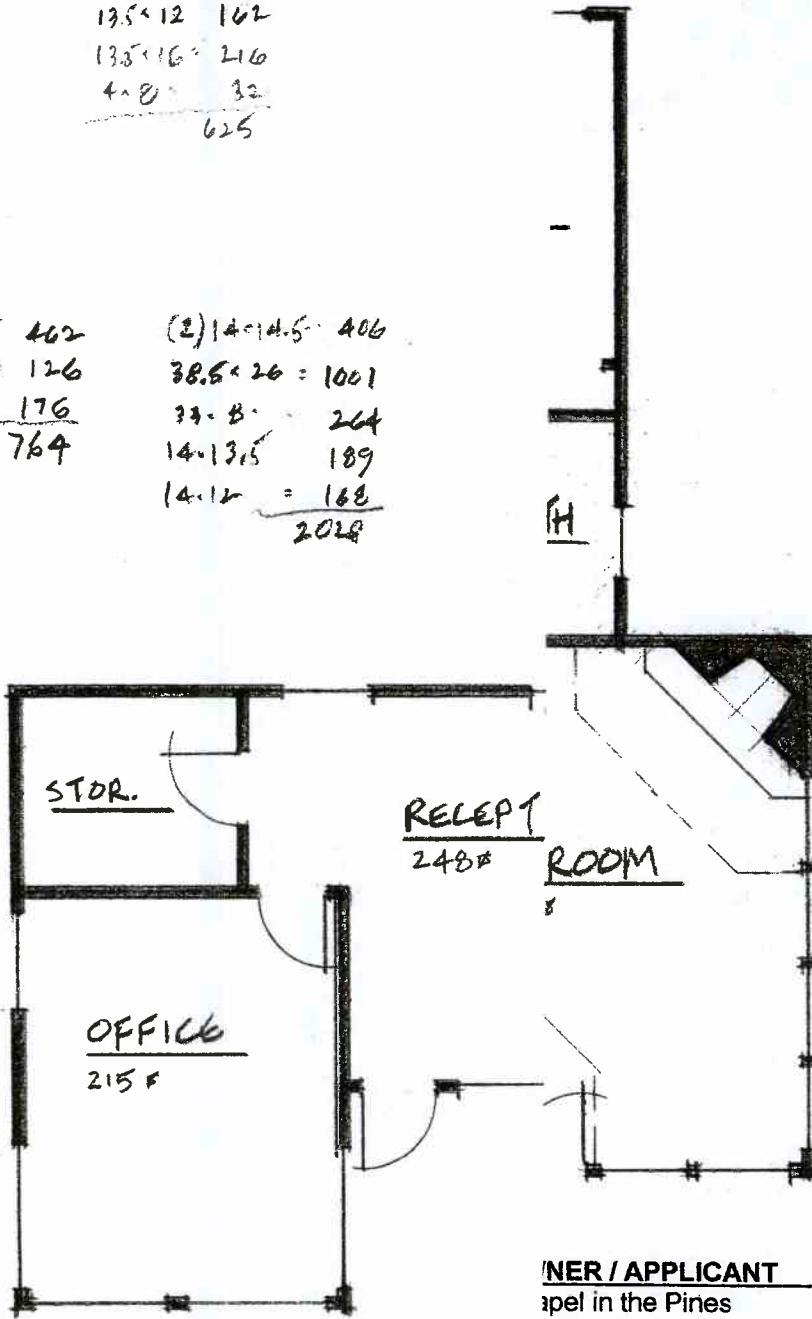 13.5×12 162
13.5×16 = 216
4×8 = 32
625
462
126
176
764
(2) 14×14.5 = 406
38.5×26 = 1001
33×8 = 264
14×13.5 189
14×12 = 168
2028
TH
STOR.
RECEPT
248
ROOM
OFFICE
215
NER / APPLICANT
apel in the Pines